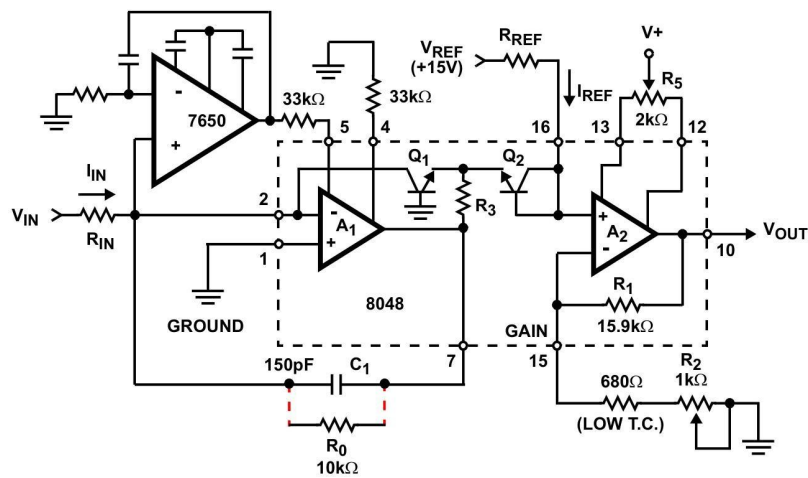 V+
VREF
(+15V)
RREF
IREF
R5
2kΩ
-
+
7650
33kΩ
33kΩ
5
4
16
13
12
IIN
VIN
RIN
2
1
Q1
Q2
R3
-
A1
+
+
A2
-
10
VOUT
GROUND
8048
R1
15.9kΩ
GAIN
7
15
150pF
C1
R0
10kΩ
680Ω
(LOW T.C.)
R2
1kΩ